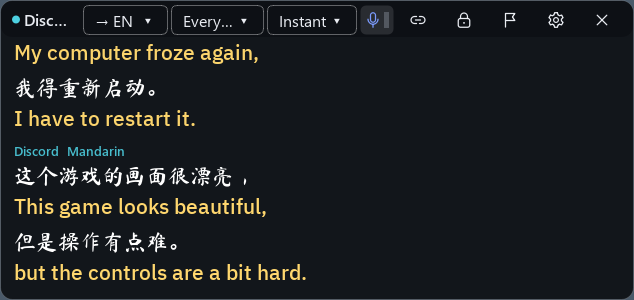 Disc...
→ EN
Every...
Instant
My computer froze again,
我得重新启动。
I have to restart it.
Discord Mandarin
这个游戏的画面很漂亮，
This game looks beautiful,
但是操作有点难。
but the controls are a bit hard.